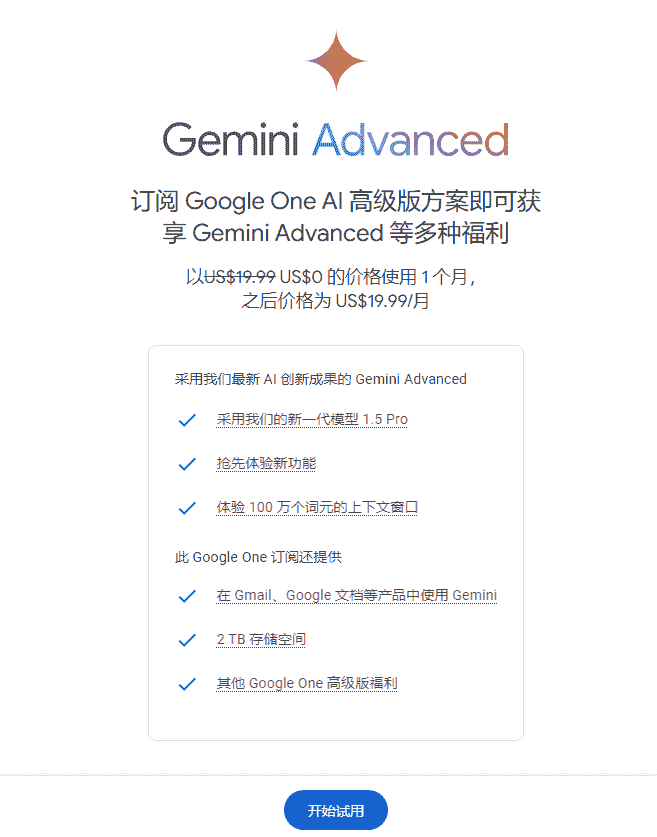 Gemini Advanced
订阅 Google One AI 高级版方案即可获
享 Gemini Advanced 等多种福利
以US$19.99 US$0 的价格使用 1 个月，
之后价格为 US$19.99/月
采用我们最新 AI 创新成果的 Gemini Advanced
采用我们的新一代模型 1.5 Pro
抢先体验新功能
体验 100 万个词元的上下文窗口
此 Google One 订阅还提供
在 Gmail、Google 文档等产品中使用 Gemini
2 TB 存储空间
其他 Google One 高级版福利
开始试用